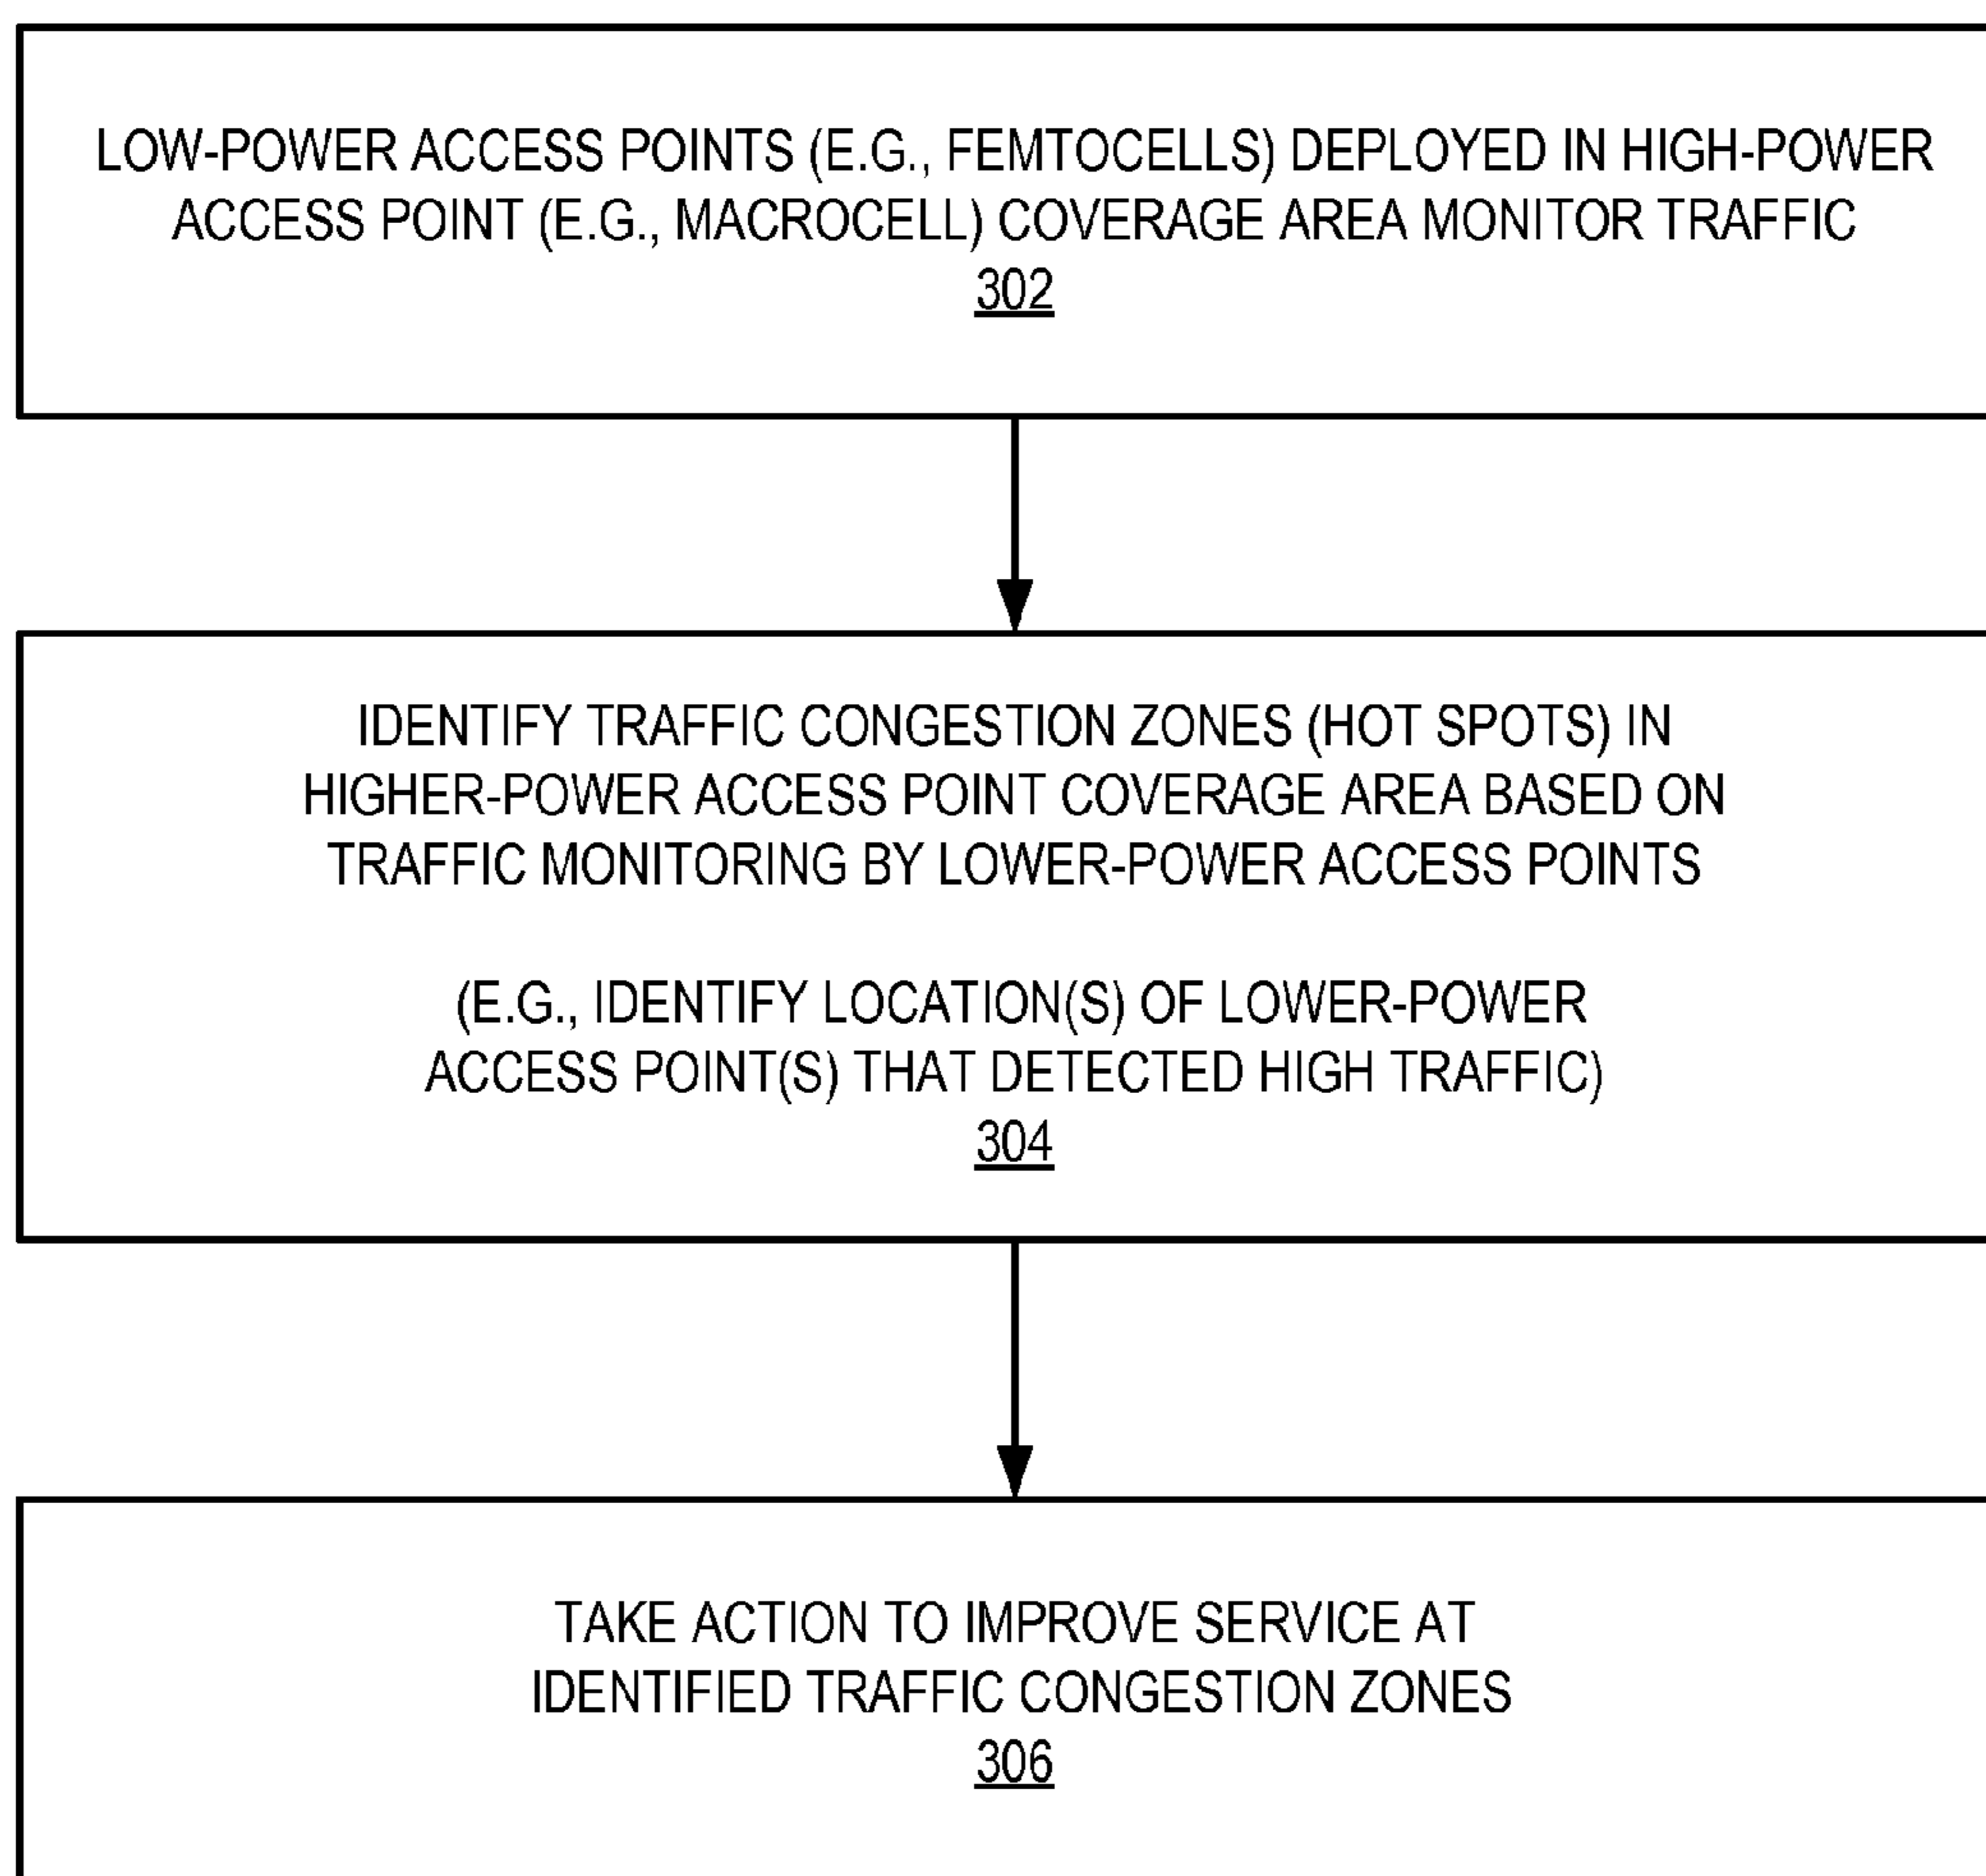 LOW-POWER ACCESS POINTS (E.G., FEMTOCELLS) DEPLOYED IN HIGH-POWER
ACCESS POINT (E.G., MACROCELL) COVERAGE AREA MONITOR TRAFFIC
302
IDENTIFY TRAFFIC CONGESTION ZONES (HOT SPOTS) IN
HIGHER-POWER ACCESS POINT COVERAGE AREA BASED ON
TRAFFIC MONITORING BY LOWER-POWER ACCESS POINTS
(E.G., IDENTIFY LOCATION(S) OF LOWER-POWER
ACCESS POINT(S) THAT DETECTED HIGH TRAFFIC)
304
TAKE ACTION TO IMPROVE SERVICE AT
IDENTIFIED TRAFFIC CONGESTION ZONES
306